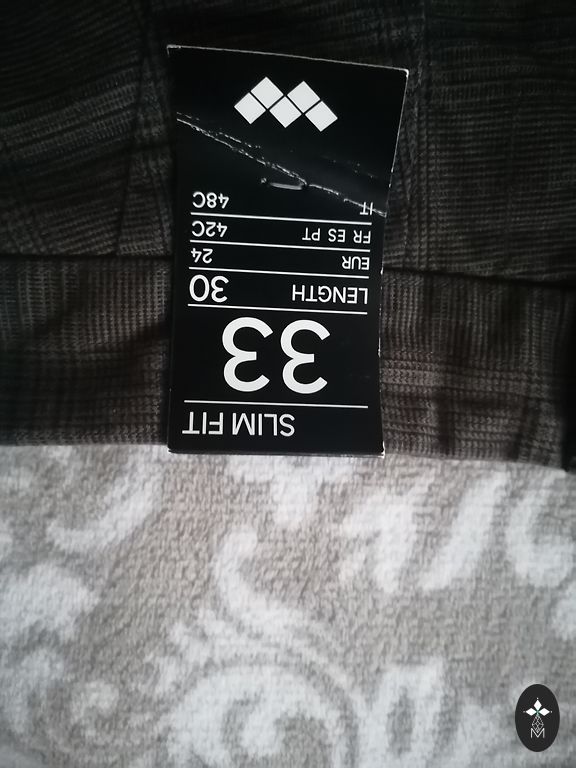 SLIM FIT
33
LENGTH 30
EUR 24
FR ES PT 42C
IT 48C
M